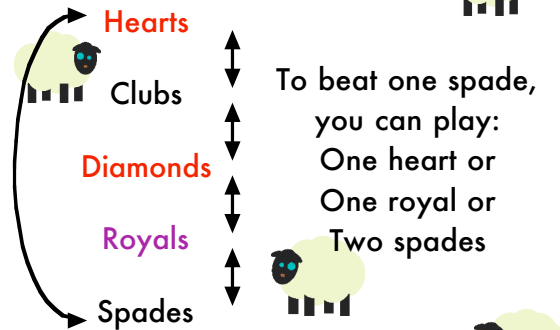 Hearts
Clubs
Diamonds
Royals
Spades
To beat one spade,
you can play:
One heart or
One royal or
Two spades